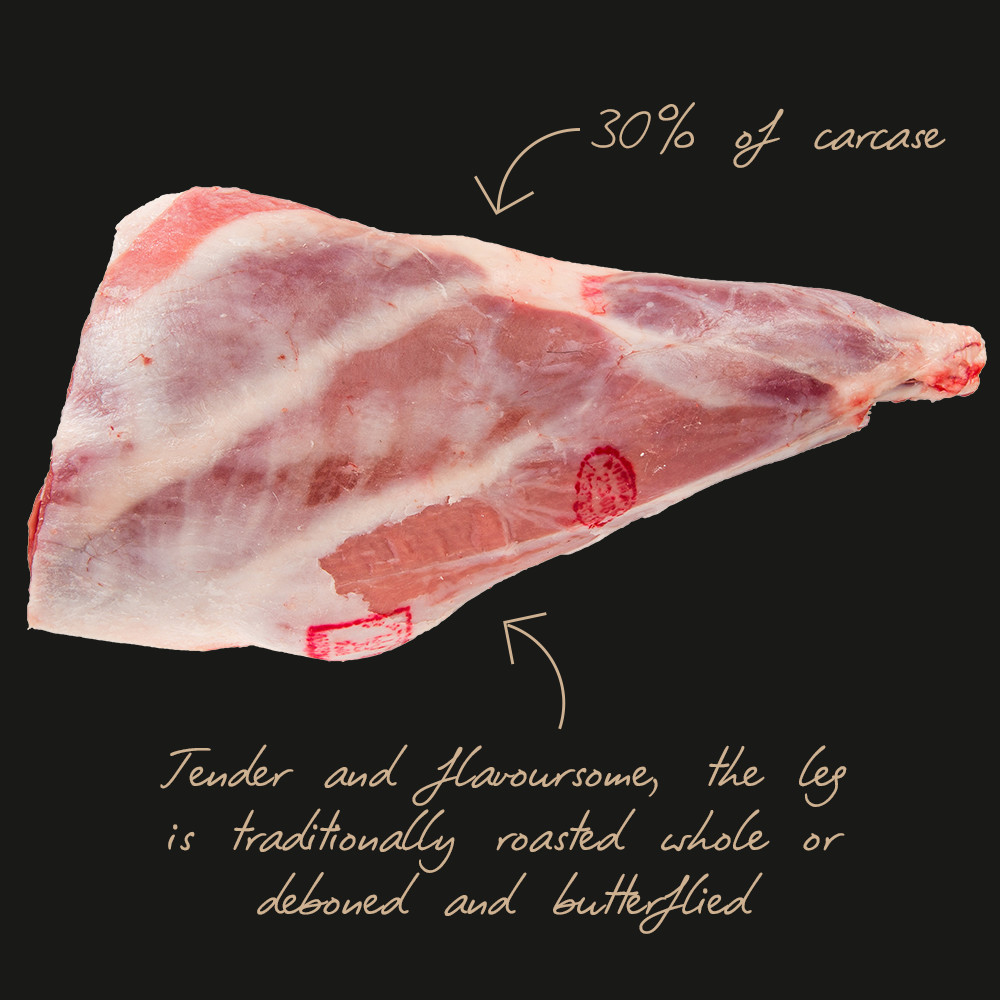 30% of carcase
Tender and flavoursome, the leg
is traditionally roasted whole or
deboned and butterflied